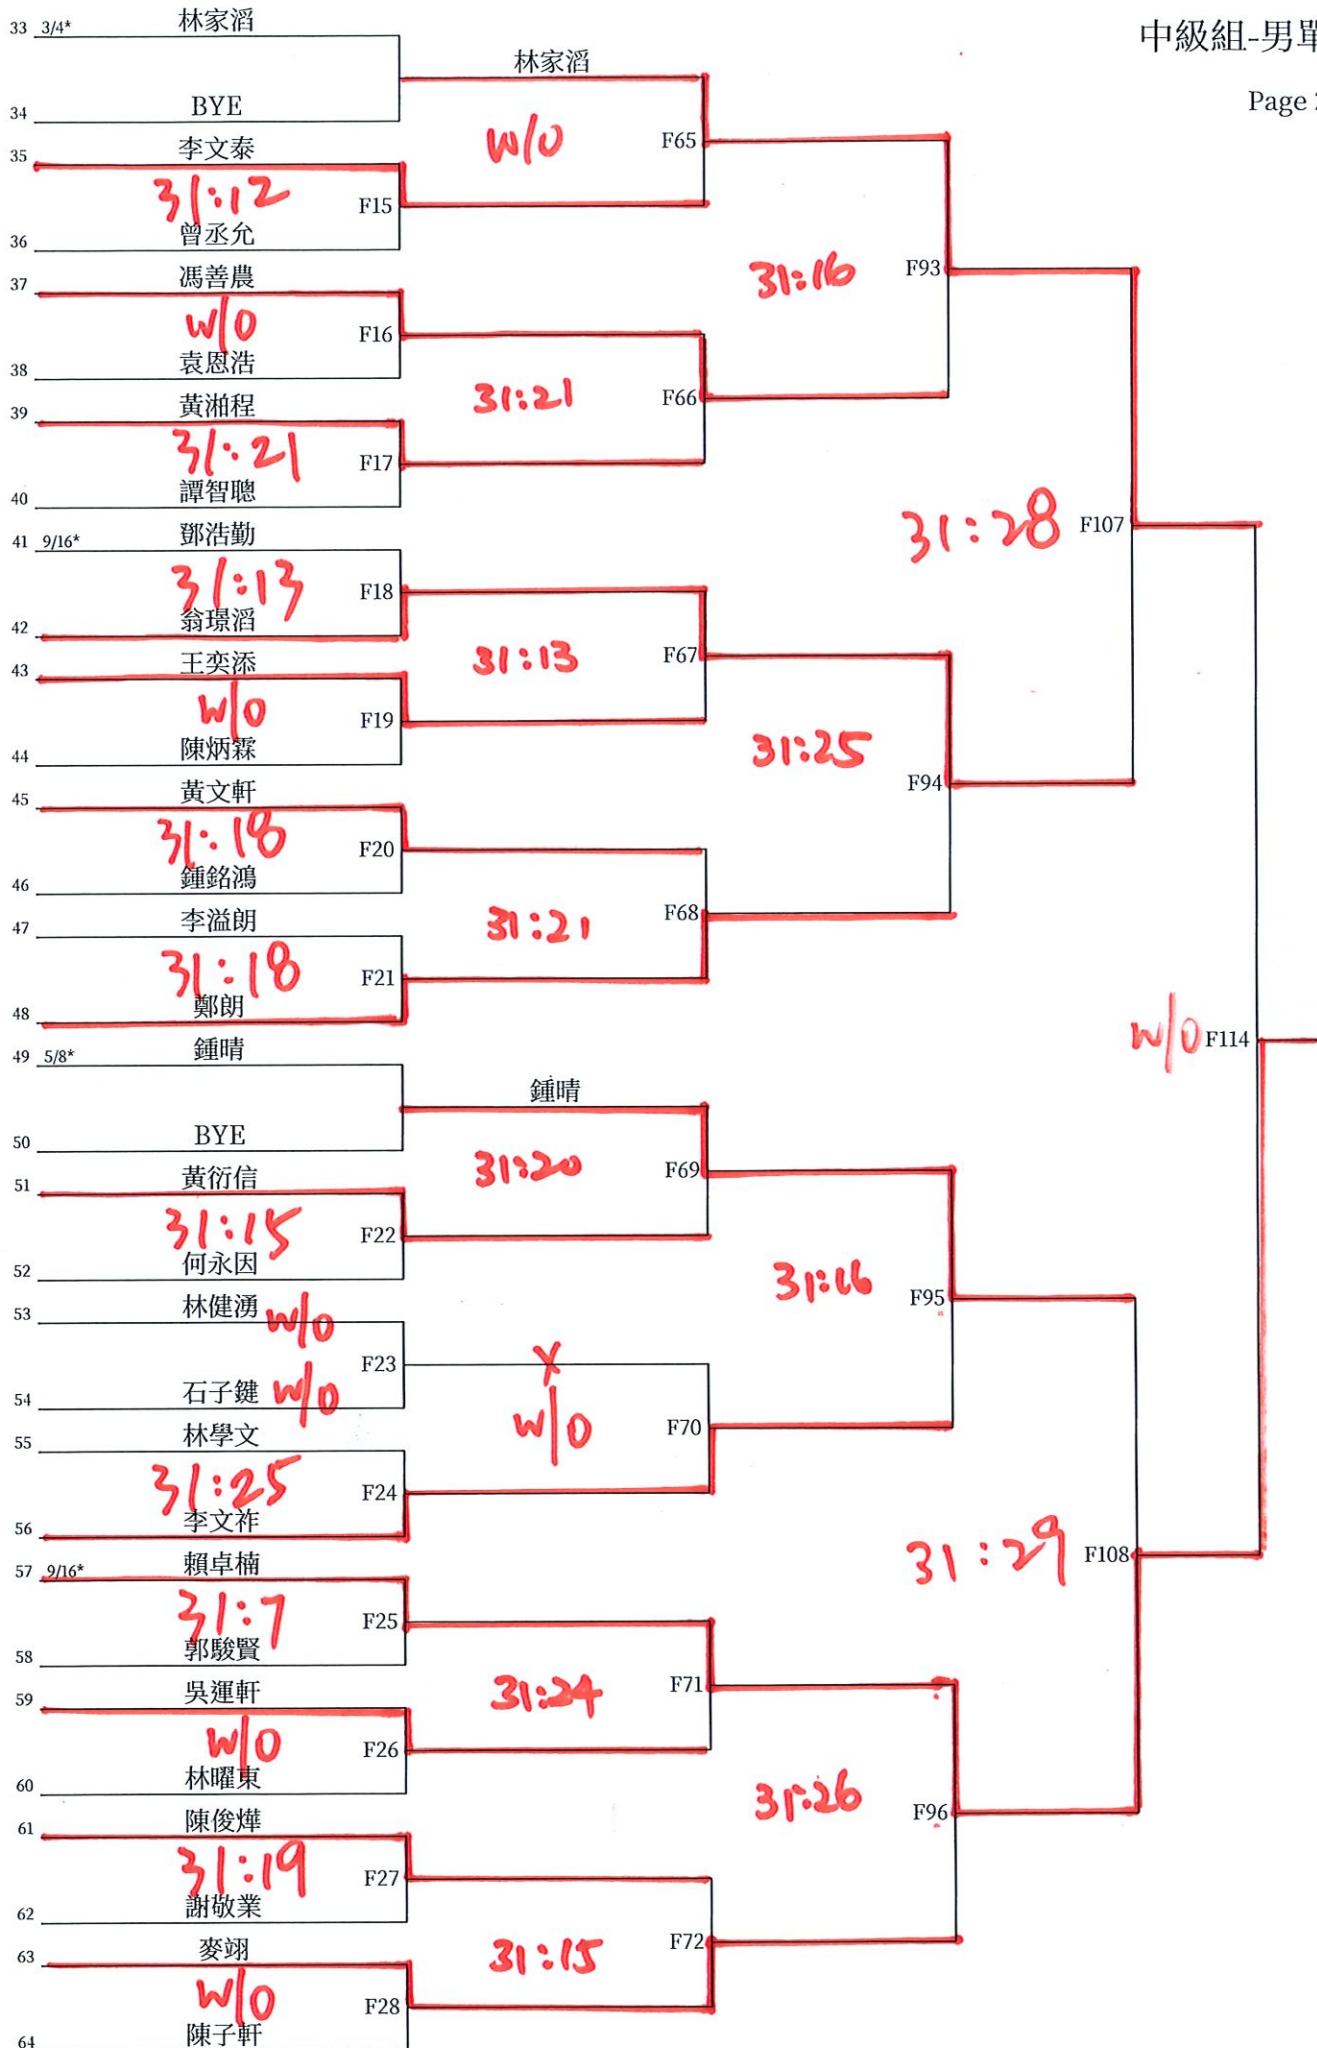 中級組-男單
Page
33 3/4* 林家滔
林家滔
34 BYE
W/O
F65
35 李文泰
31:12
F15
36 曾丞允
31:16
F93
37 馮善農
W/O
F16
38 袁恩浩
31:21
F66
39 黃湘程
31:21
F17
40 譚智聰
31:28
F107
41 9/16* 鄧浩勤
31:13
F18
42 翁璟滔
31:13
F67
43 王奕添
W/O
F19
44 陳炳霖
31:25
F94
45 黃文軒
31:18
F20
46 鍾銘鴻
31:21
F68
47 李溢朗
31:18
F21
48 鄭朗
W/O
F114
49 5/8* 鍾晴
鍾晴
50 BYE
31:20
F69
51 黃衍信
31:15
F22
52 何永因
31:16
F95
53 林健湧 W/O
F23
X
54 石子鍵 W/O
W/O
F70
55 林學文
31:25
F24
56 李文祚
31:29
F108
57 9/16* 賴卓楠
31:7
F25
58 郭駿賢
31:24
F71
59 吳運軒
W/O
F26
60 林曜東
31:26
F96
61 陳俊燁
31:19
F27
62 謝敬業
31:15
F72
63 麥翊
W/O
F28
64 陳子軒